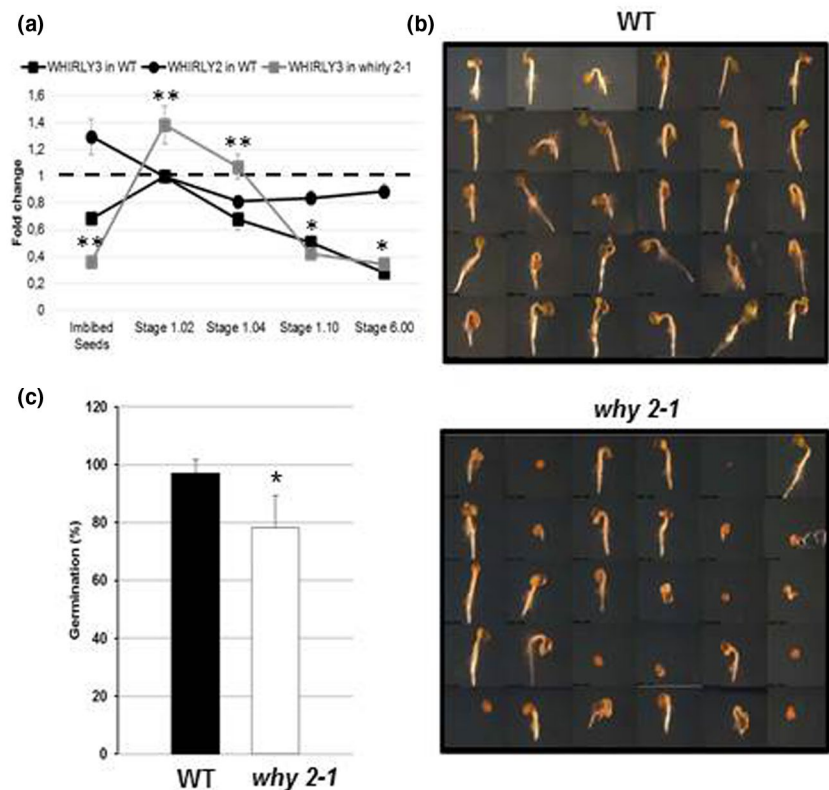 (a)
WHIRLY3 in WT WHIRLY2 in WT WHIRLY3 in whirly 2-1
1,6
1,4
1,2
1
0,8
0,6
0,4
0,2
0
Fold change
**
**
**
*
*
Imbibed Seeds
Stage 1.02
Stage 1.04
Stage 1.10
Stage 6.00
(b)
WT
(c)
120
100
80
60
40
20
0
Germination (%)
*
WT
why 2-1
why 2-1